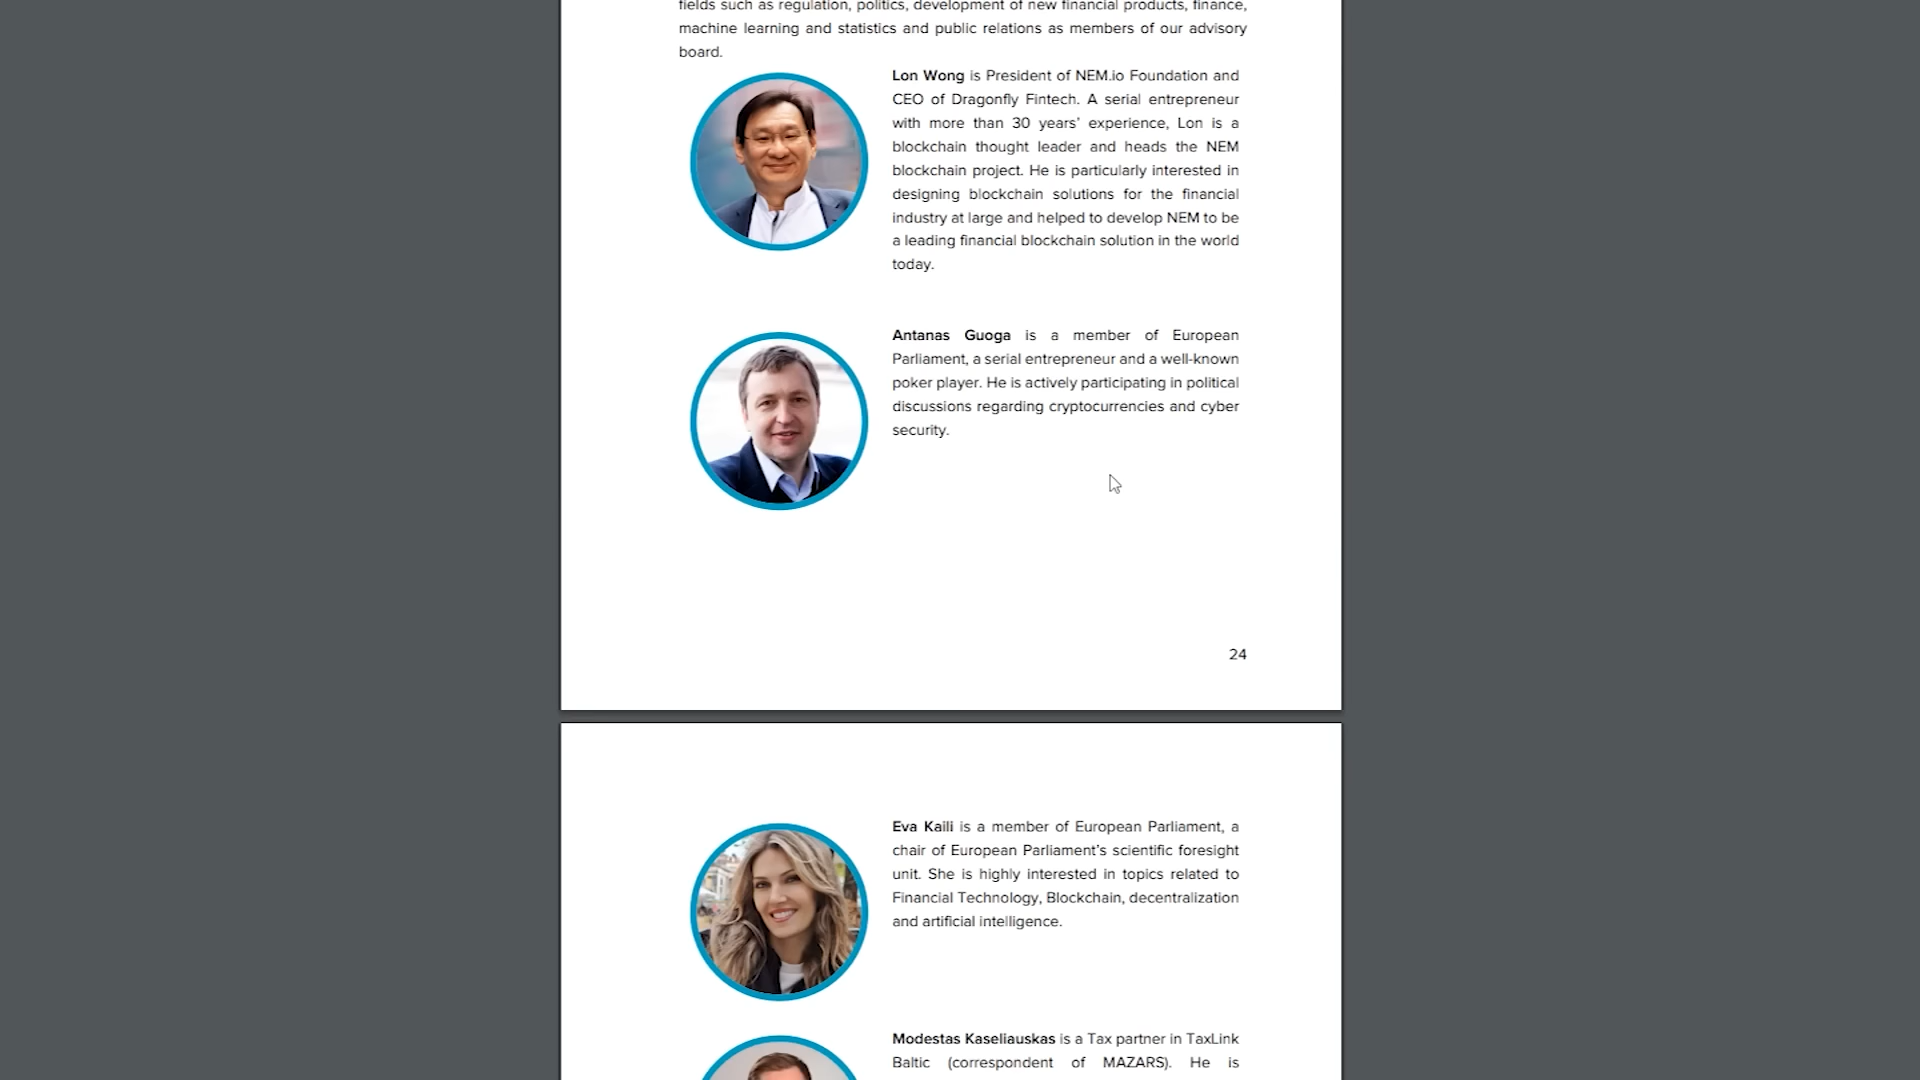 fields such as regulation, politics, development of new financial products, finance,
machine learning and statistics and public relations as members of our advisory
board.
Lon Wong is President of NEM.io Foundation and
CEO of Dragonfly Fintech. A serial entrepreneur
with more than 30 years’ experience, Lon is a
blockchain thought leader and heads the NEM
blockchain project. He is particularly interested in
designing blockchain solutions for the financial
industry at large and helped to develop NEM to be
a leading financial blockchain solution in the world
today.
Antanas Guoga is a member of European
Parliament, a serial entrepreneur and a well-known
poker player. He is actively participating in political
discussions regarding cryptocurrencies and cyber
security.
24
Eva Kaili is a member of European Parliament, a
chair of European Parliament’s scientific foresight
unit. She is highly interested in topics related to
Financial Technology, Blockchain, decentralization
and artificial intelligence.
Modestas Kaseliauskas is a Tax partner in TaxLink
Baltic (correspondent of MAZARS). He is